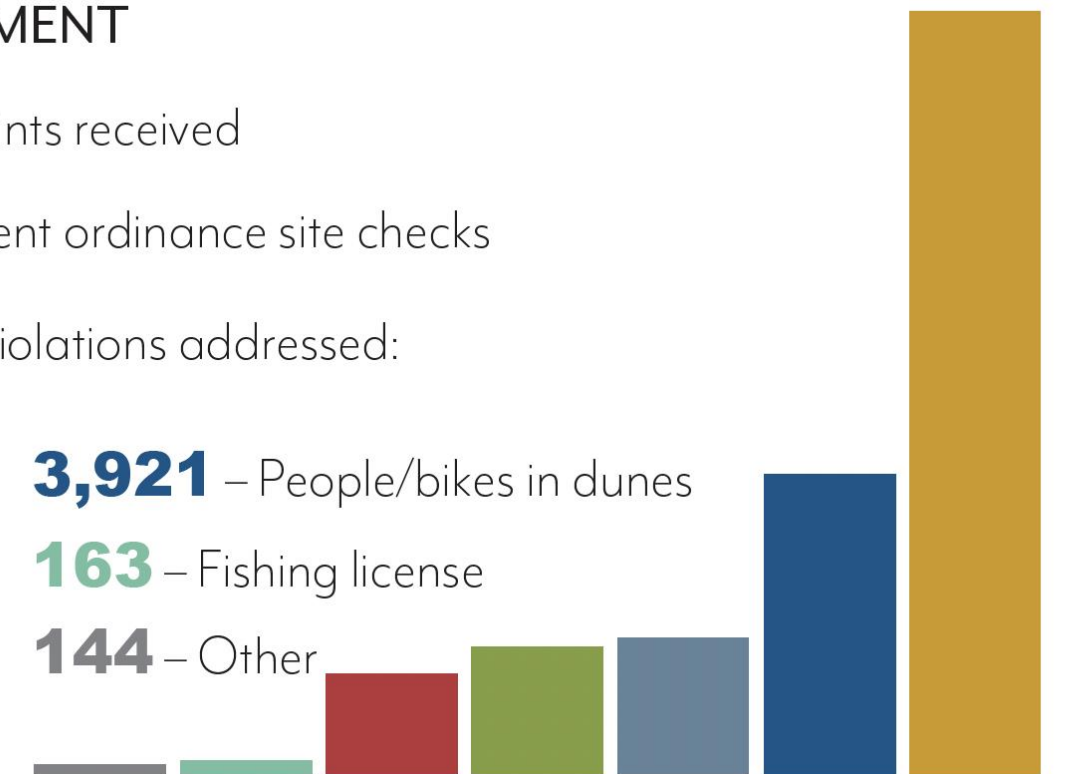 MENT
nts received
ent ordinance site checks
iolations addressed:
3,921 – People/bikes in dunes
163 – Fishing license
144 – Other